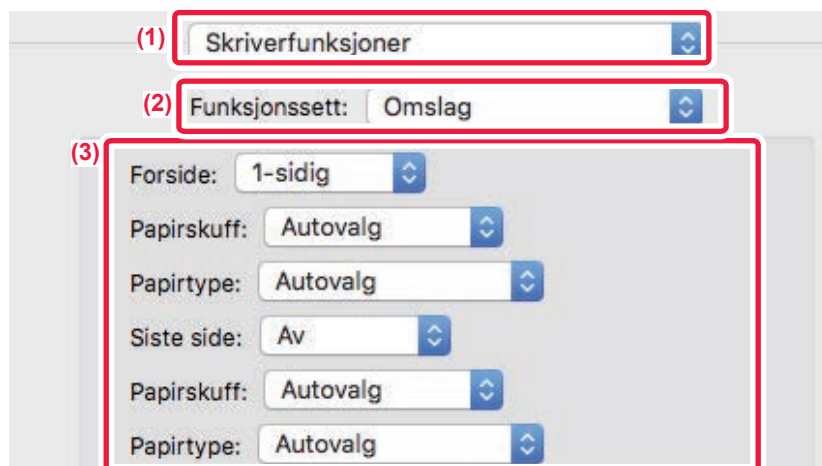 (1) Skriverfunksjoner
(2) Funksjonssett: Omslag
(3)
Forside: 1-sidig
Papirskuff: Autovalg
Papirtype: Autovalg
Siste side: Av
Papirskuff: Autovalg
Papirtype: Autovalg